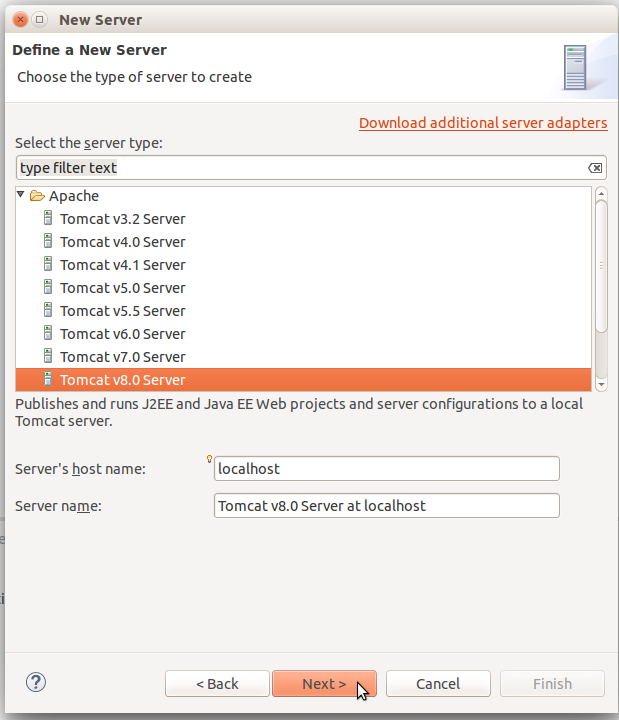 New Server
Define a New Server
Choose the type of server to create
Download additional server adapters
Select the server type:
type filter text
Apache
Tomcat v3.2 Server
Tomcat v4.0 Server
Tomcat v4.1 Server
Tomcat v5.0 Server
Tomcat v5.5 Server
Tomcat v6.0 Server
Tomcat v7.0 Server
Tomcat v8.0 Server
Publishes and runs J2EE and Java EE Web projects and server configurations to a local
Tomcat server.
Server's host name: localhost
Server name: Tomcat v8.0 Server at localhost
? < Back Next > Cancel Finish